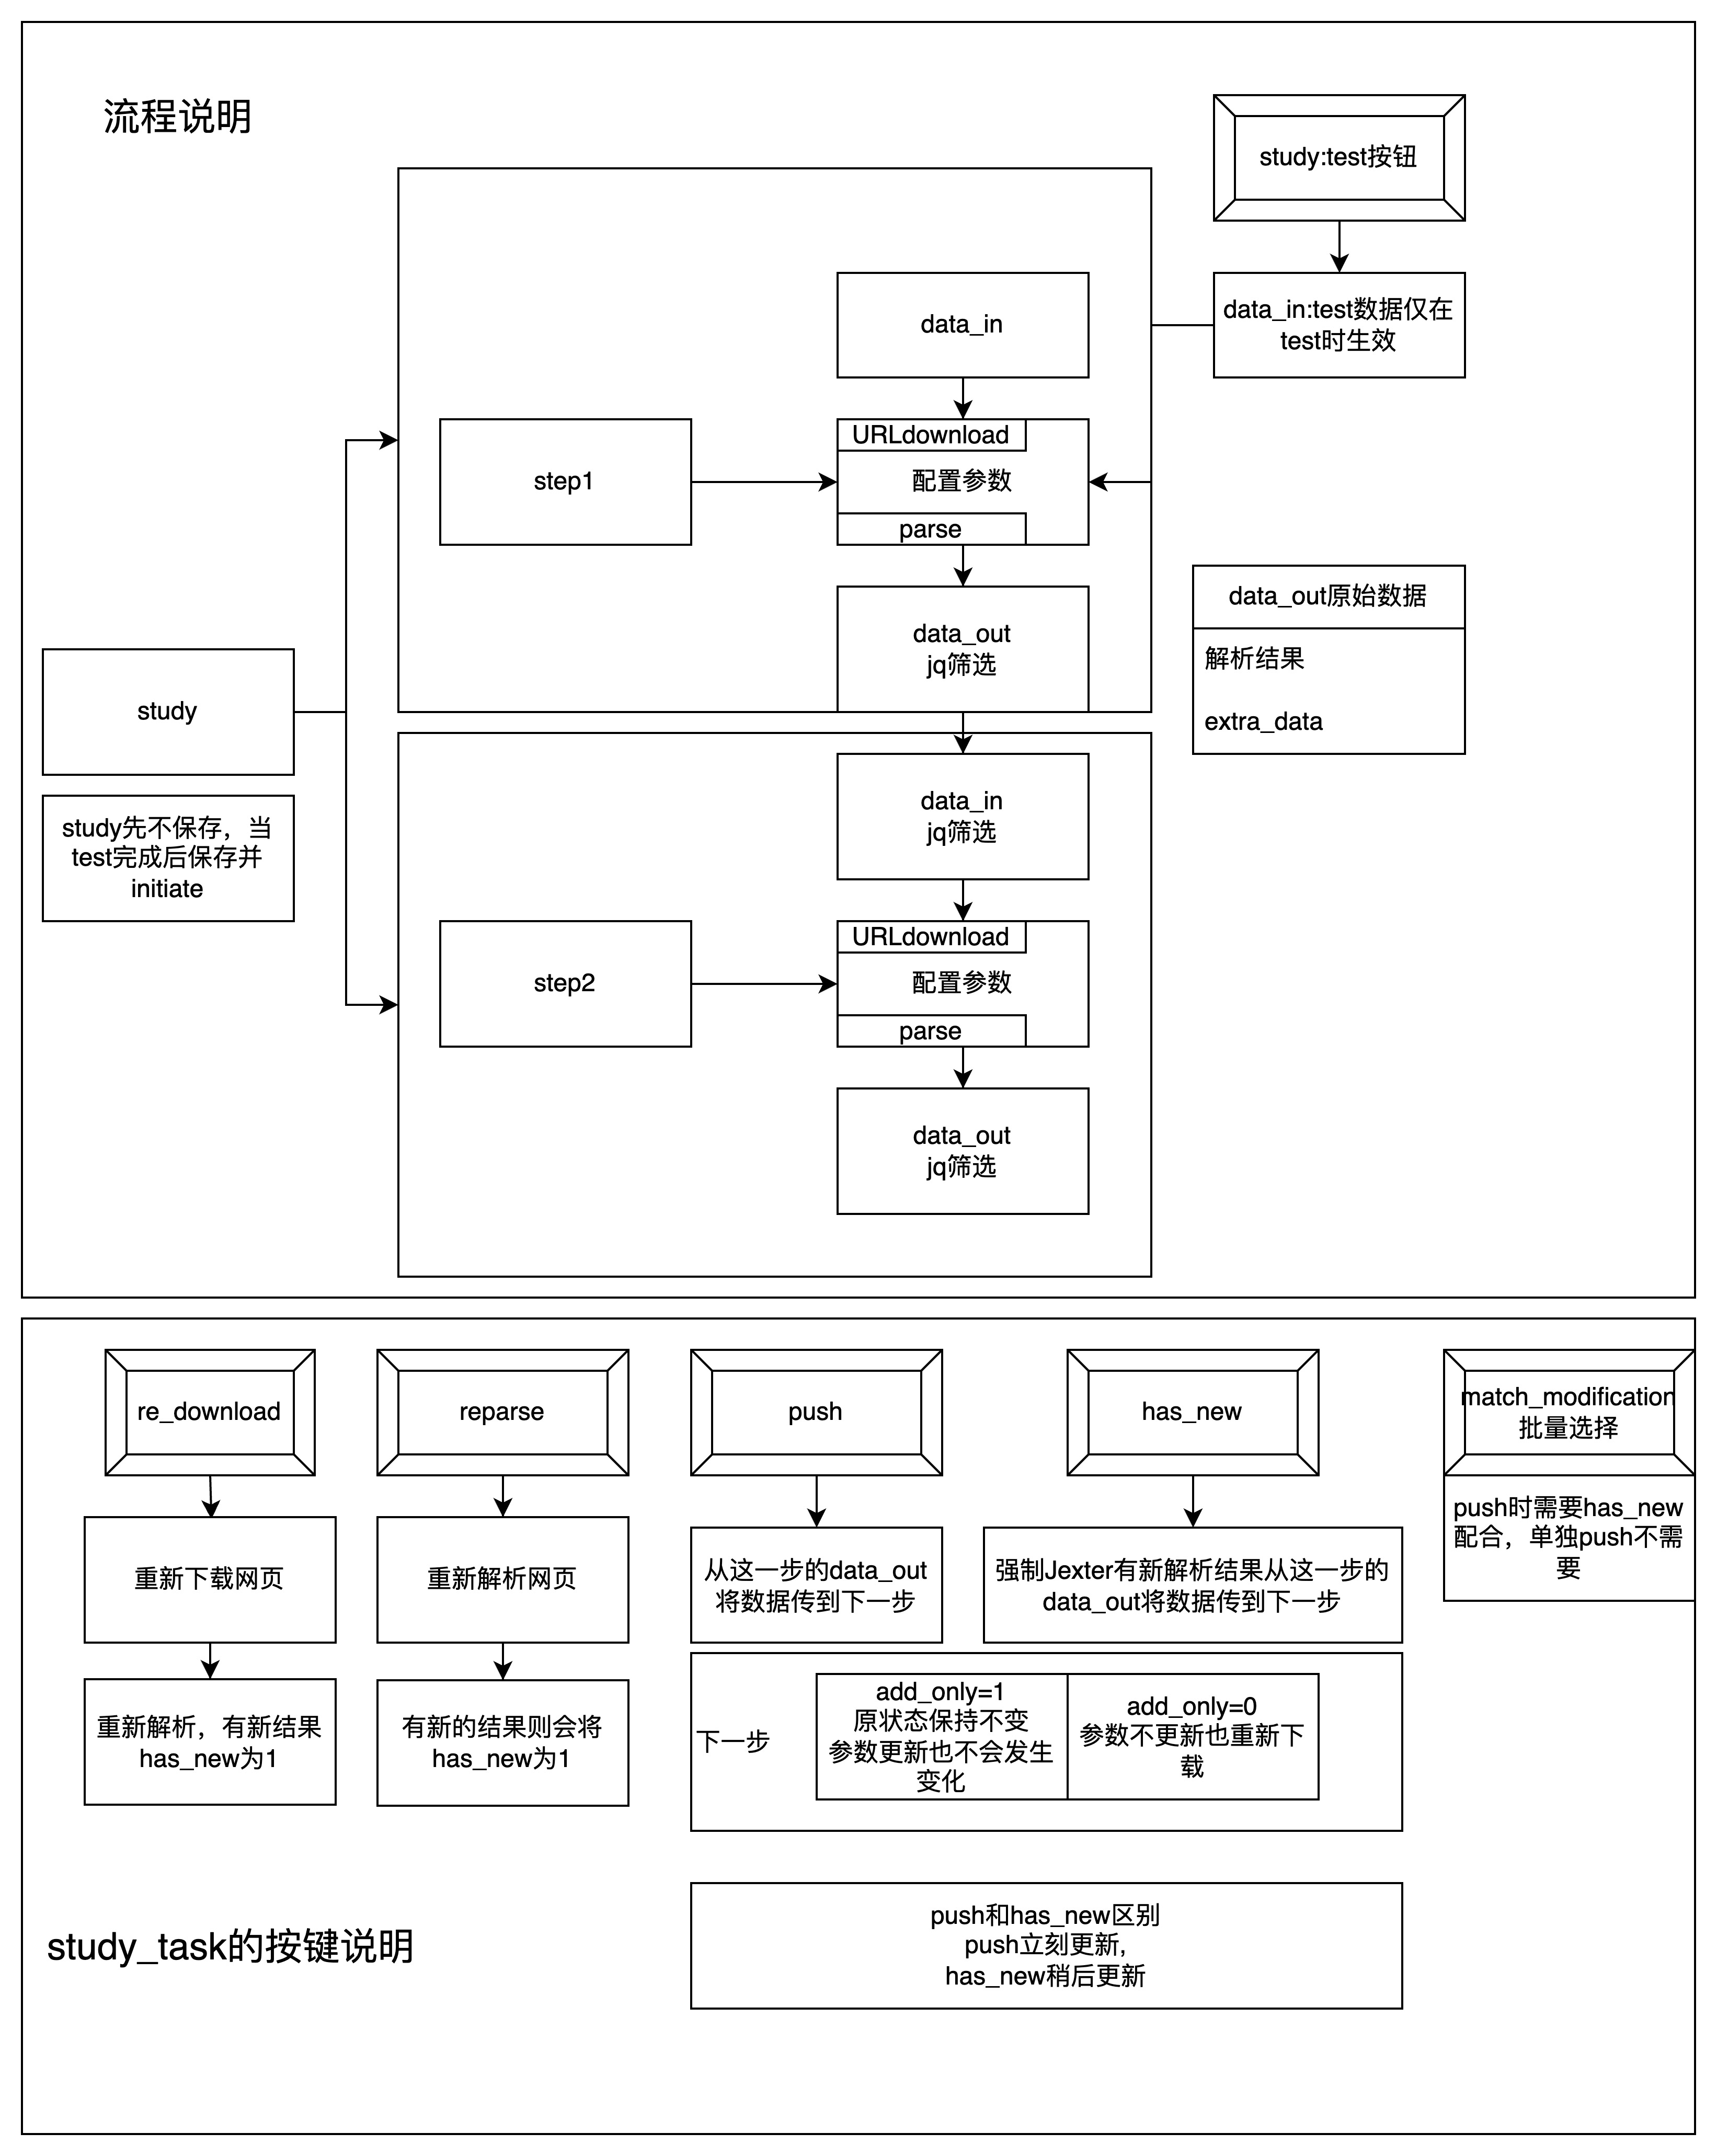 流程说明
study:test按钮
data_in:test数据仅在
test时生效
data_in
URLdownload
配置参数
parse
step1
data_out
jq筛选
data_out原始数据
解析结果
extra_data
study
study先不保存，当
test完成后保存并
initiate
data_in
jq筛选
URLdownload
配置参数
parse
step2
data_out
jq筛选
re_download
reparse
push
has_new
match_modification
批量选择
重新下载网页
重新解析网页
从这一步的data_out
将数据传到下一步
强制Jexter有新解析结果从这一步的
data_out将数据传到下一步
push时需要has_new
配合，单独push不需
要
重新解析，有新结果
has_new为1
有新的结果则会将
has_new为1
下一步
add_only=1
原状态保持不变
参数更新也不会发生
变化
add_only=0
参数不更新也重新下
载
study_task的按键说明
push和has_new区别
push立刻更新,
has_new稍后更新